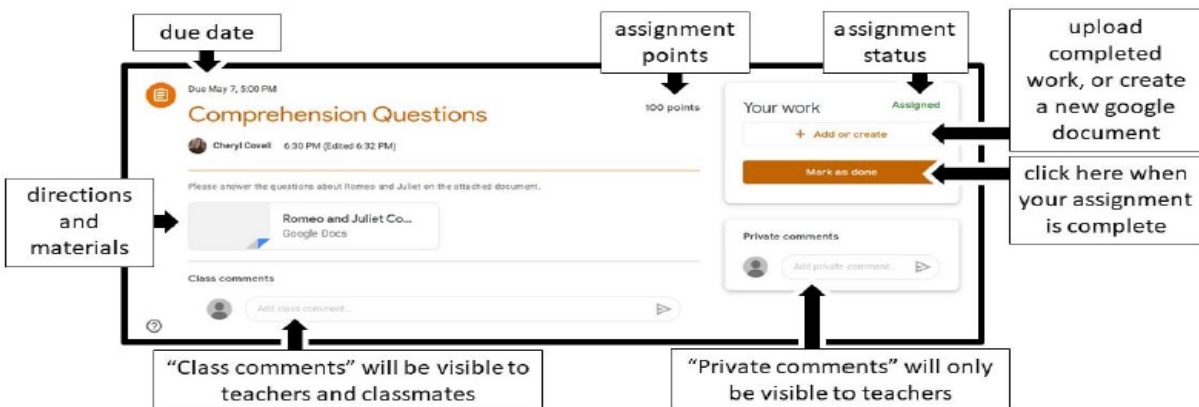 due date
assignment
points
assignment
status
upload
completed
work, or create
a new google
document
Due May 7, 5:00 PM
Comprehension Questions
100 points
Cheryl Covell 6:30 PM (Edited 6:32 PM)
Your work
Assigned
+ Add or create
Mark as done
click here when
your assignment
is complete
directions
and
materials
Please answer the questions about Romeo and Juliet on the attached document.
Romeo and Juliet Co...
Google Docs
Private comments
Add private comment...
Class comments
Add class comment...
?
"Class comments" will be visible to
teachers and classmates
"Private comments" will only
be visible to teachers